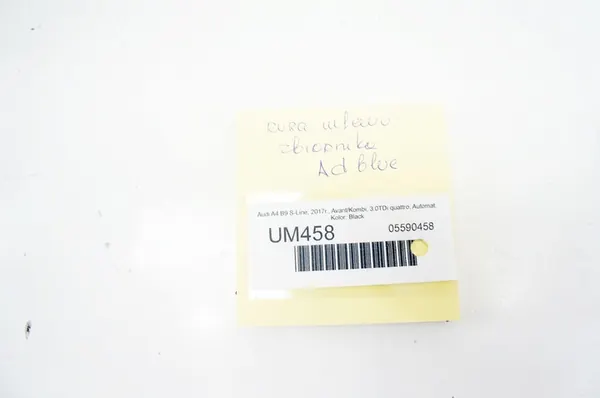 rura wlewu
zbiornika
Ad Blue
Audi A4 B9 S-Line, 2017r., Avant/Kombi, 3.0TDi quattro, Automat,
Kolor: Black
UM458 05590458